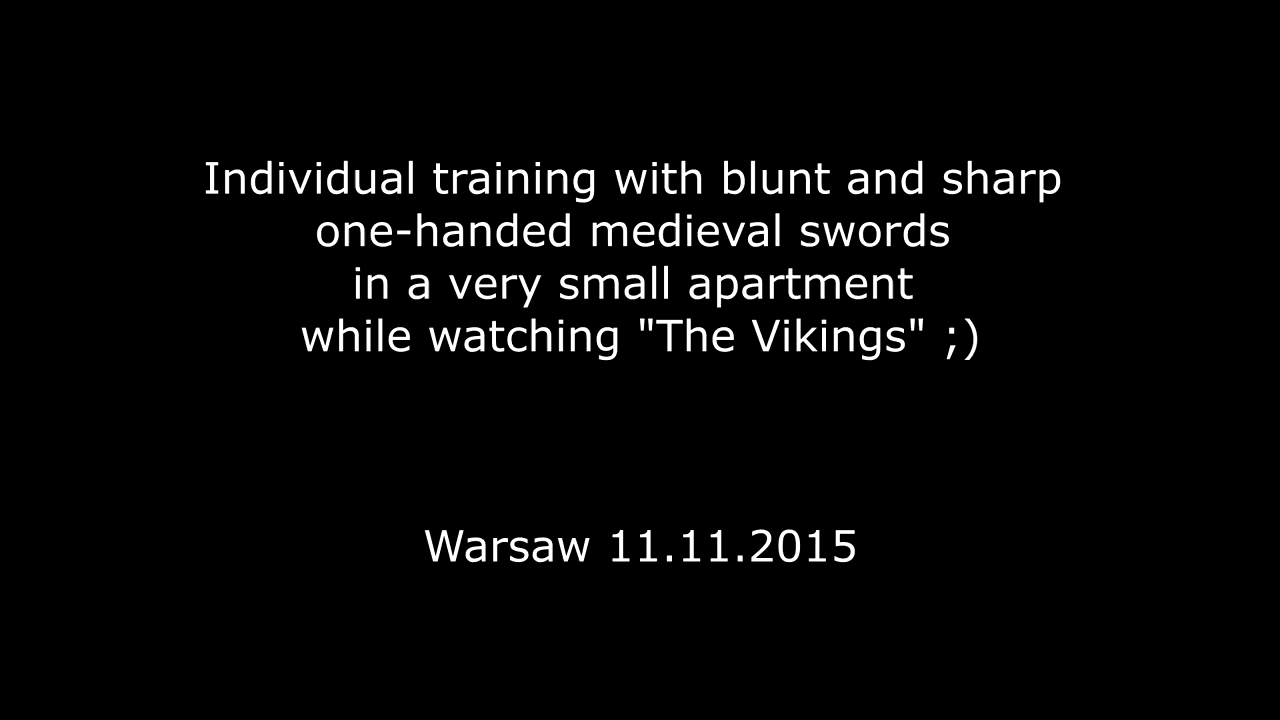 Individual training with blunt and sharp
one-handed medieval swords
in a very small apartment
while watching "The Vikings" ;)
Warsaw 11.11.2015